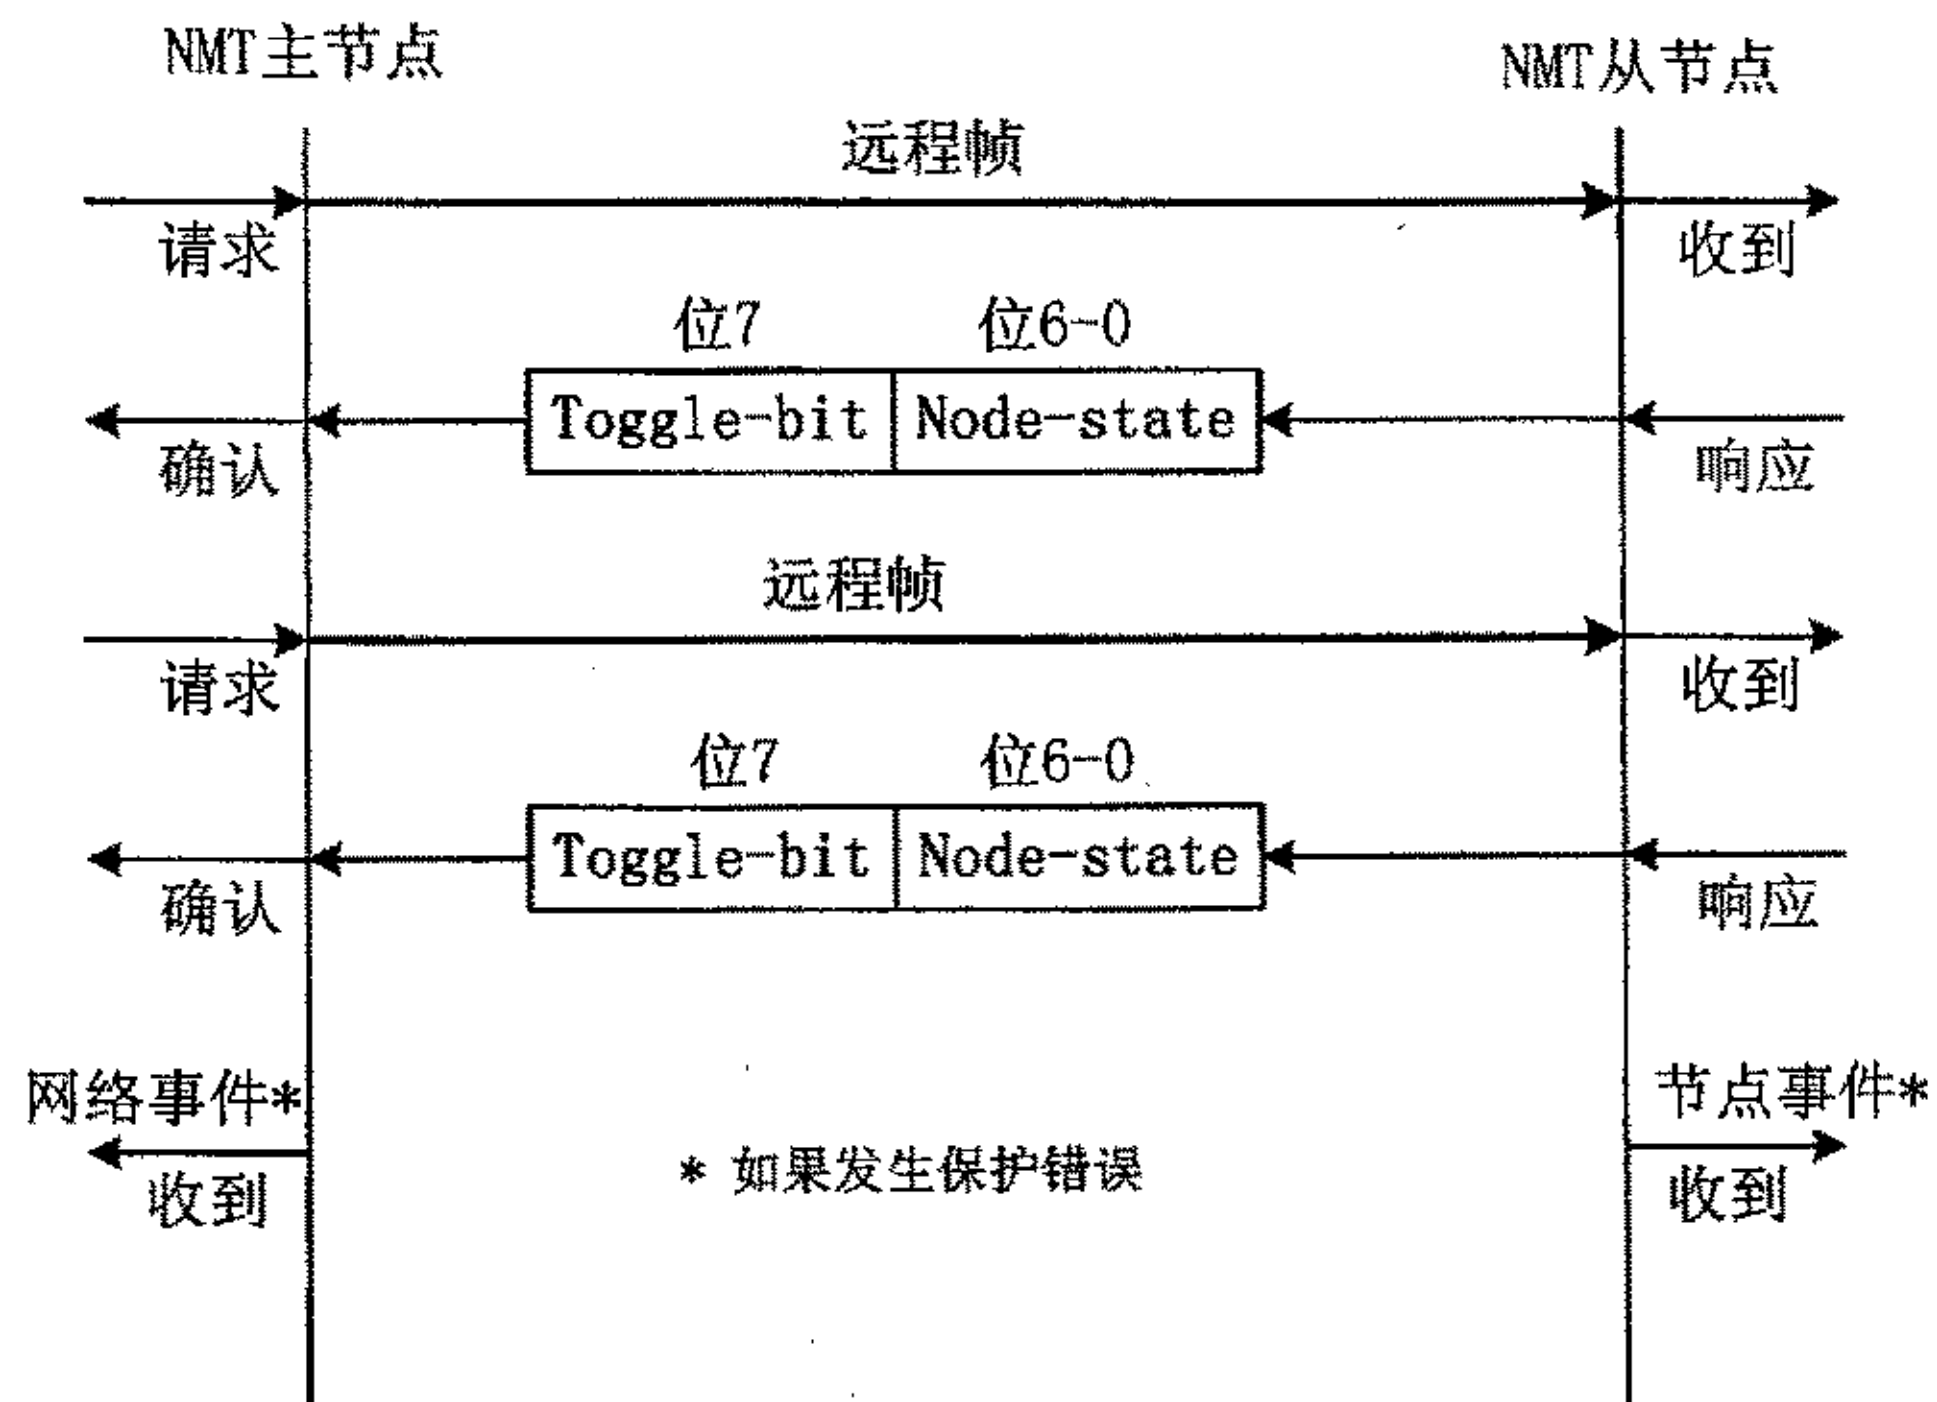 NMT主节点
NMT从节点
远程帧
请求
收到
位7 位6-0
Toggle-bit Node-state
确认
响应
远程帧
请求
收到
位7 位6-0
Toggle-bit Node-state
确认
响应
网络事件*
节点事件*
* 如果发生保护错误
收到
收到